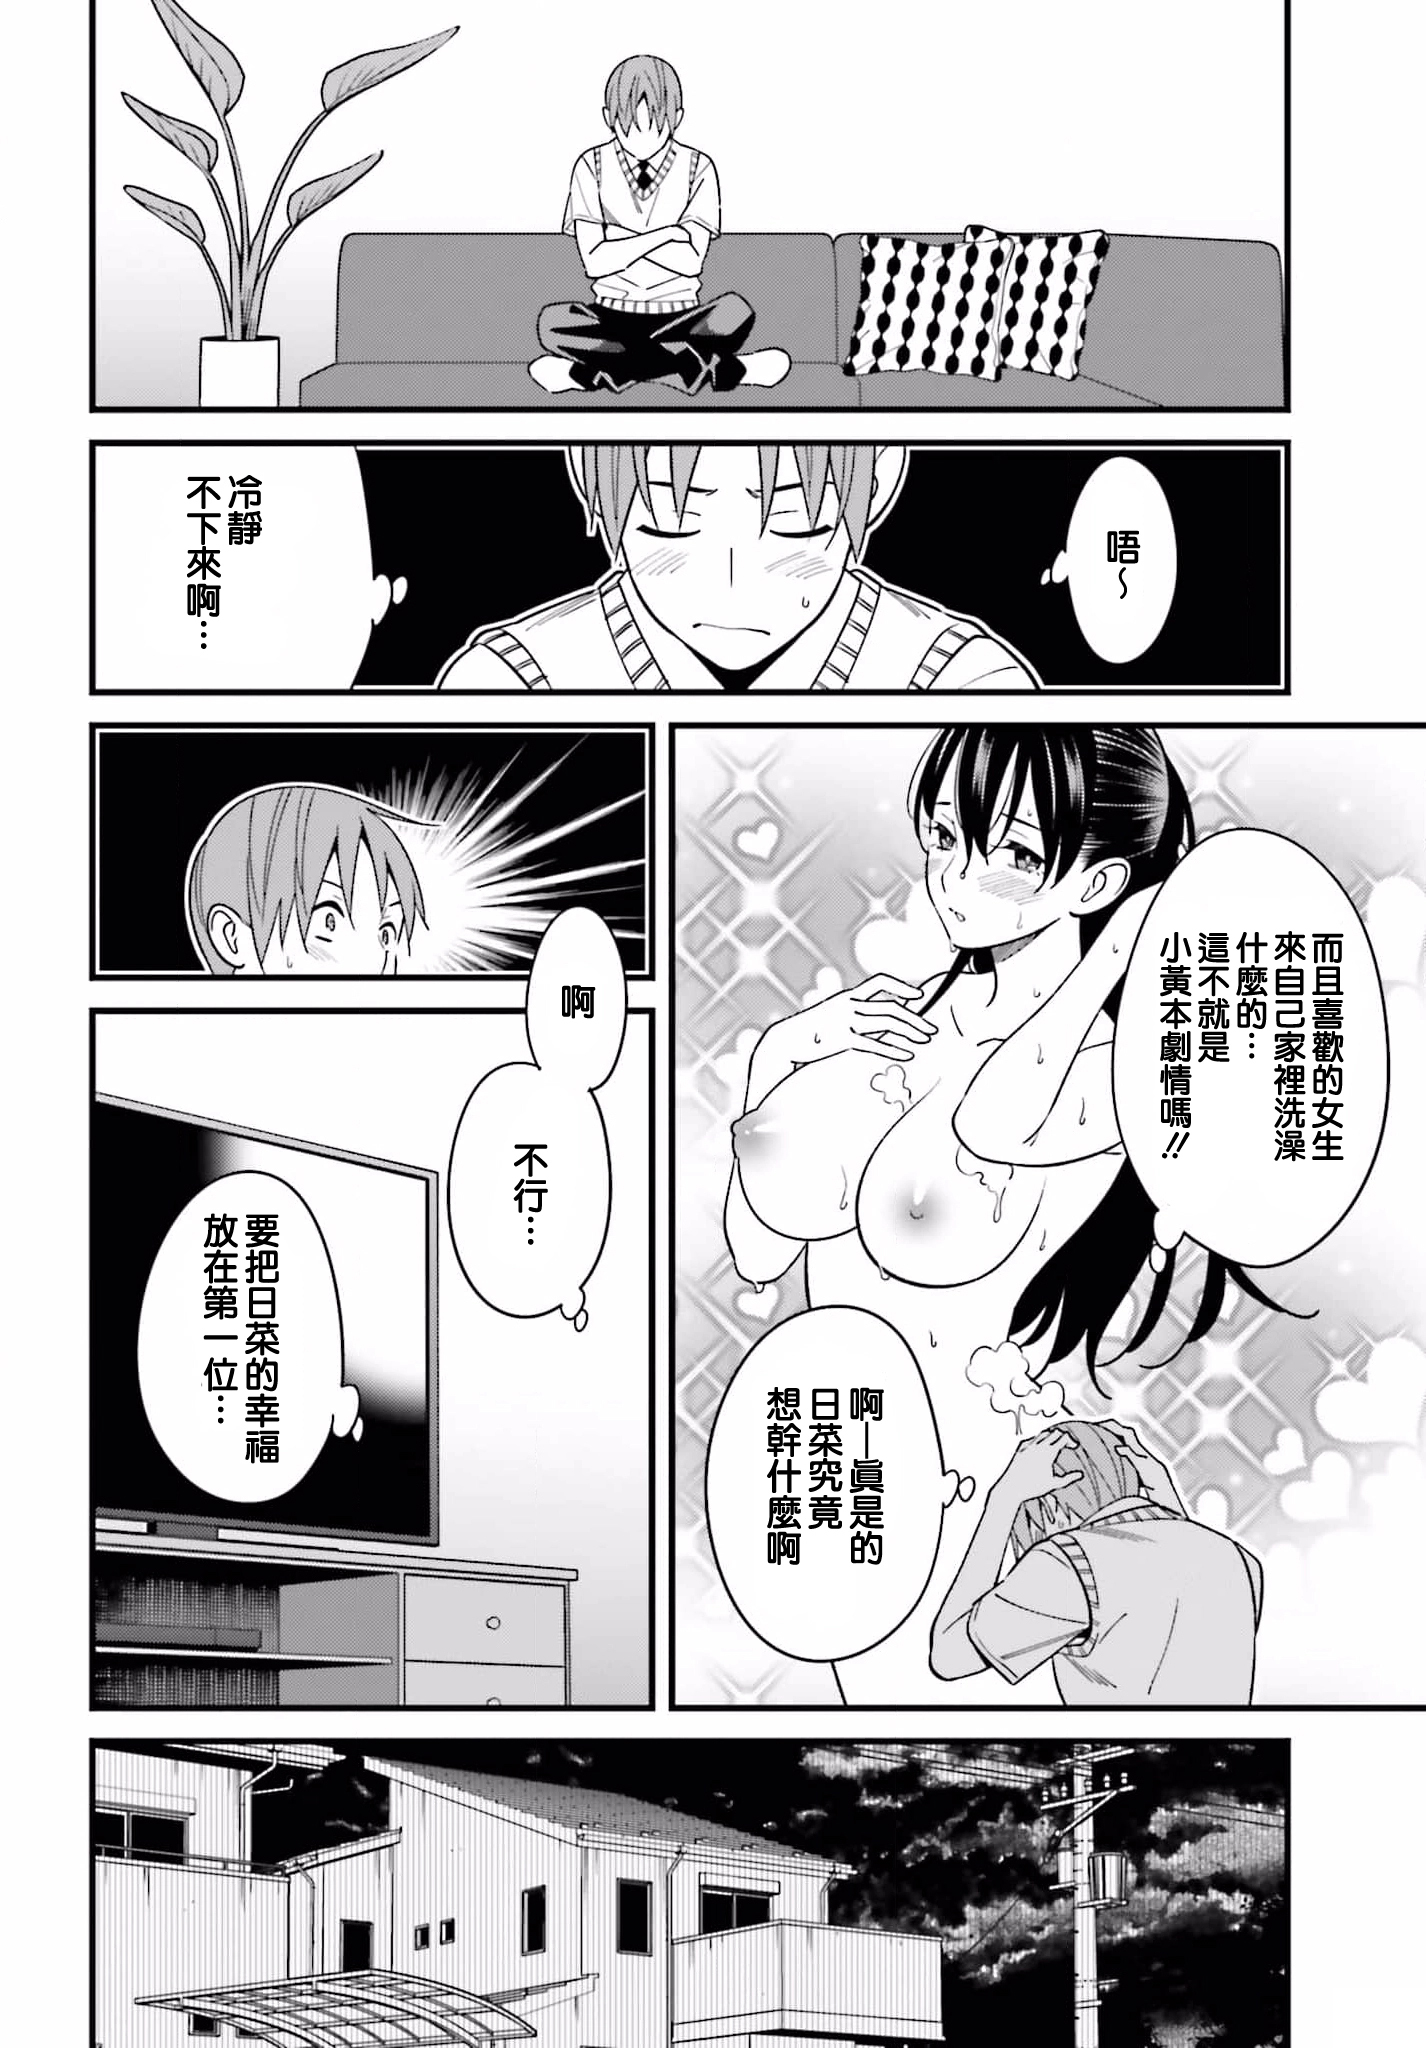 唔～
冷靜
不下來啊…
而且喜歡的女生
來自己家裡洗澡
什麼的…
這不就是
小黃本劇情嗎!!
啊—真是的
日菜究竟
想幹什麼啊
啊
不行…
要把日菜的幸福
放在第一位…